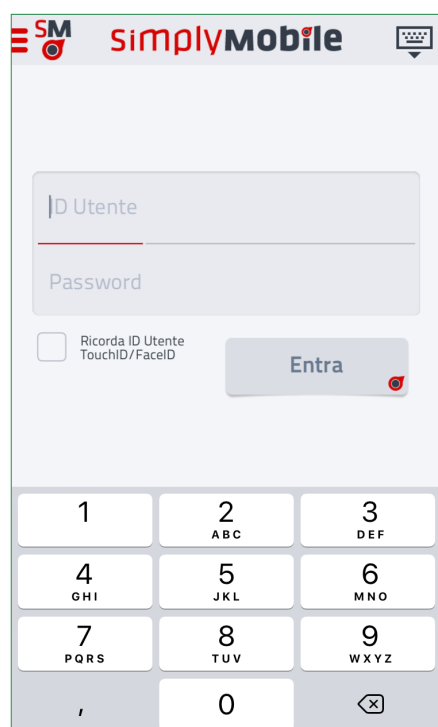 SM simplyMobile
ID Utente
Password
Ricorda ID Utente
TouchID/FaceID
Entra
1 2 3
ABC DEF
4 5 6
GHI JKL MNO
7 8 9
PQRS TUV WXYZ
, 0